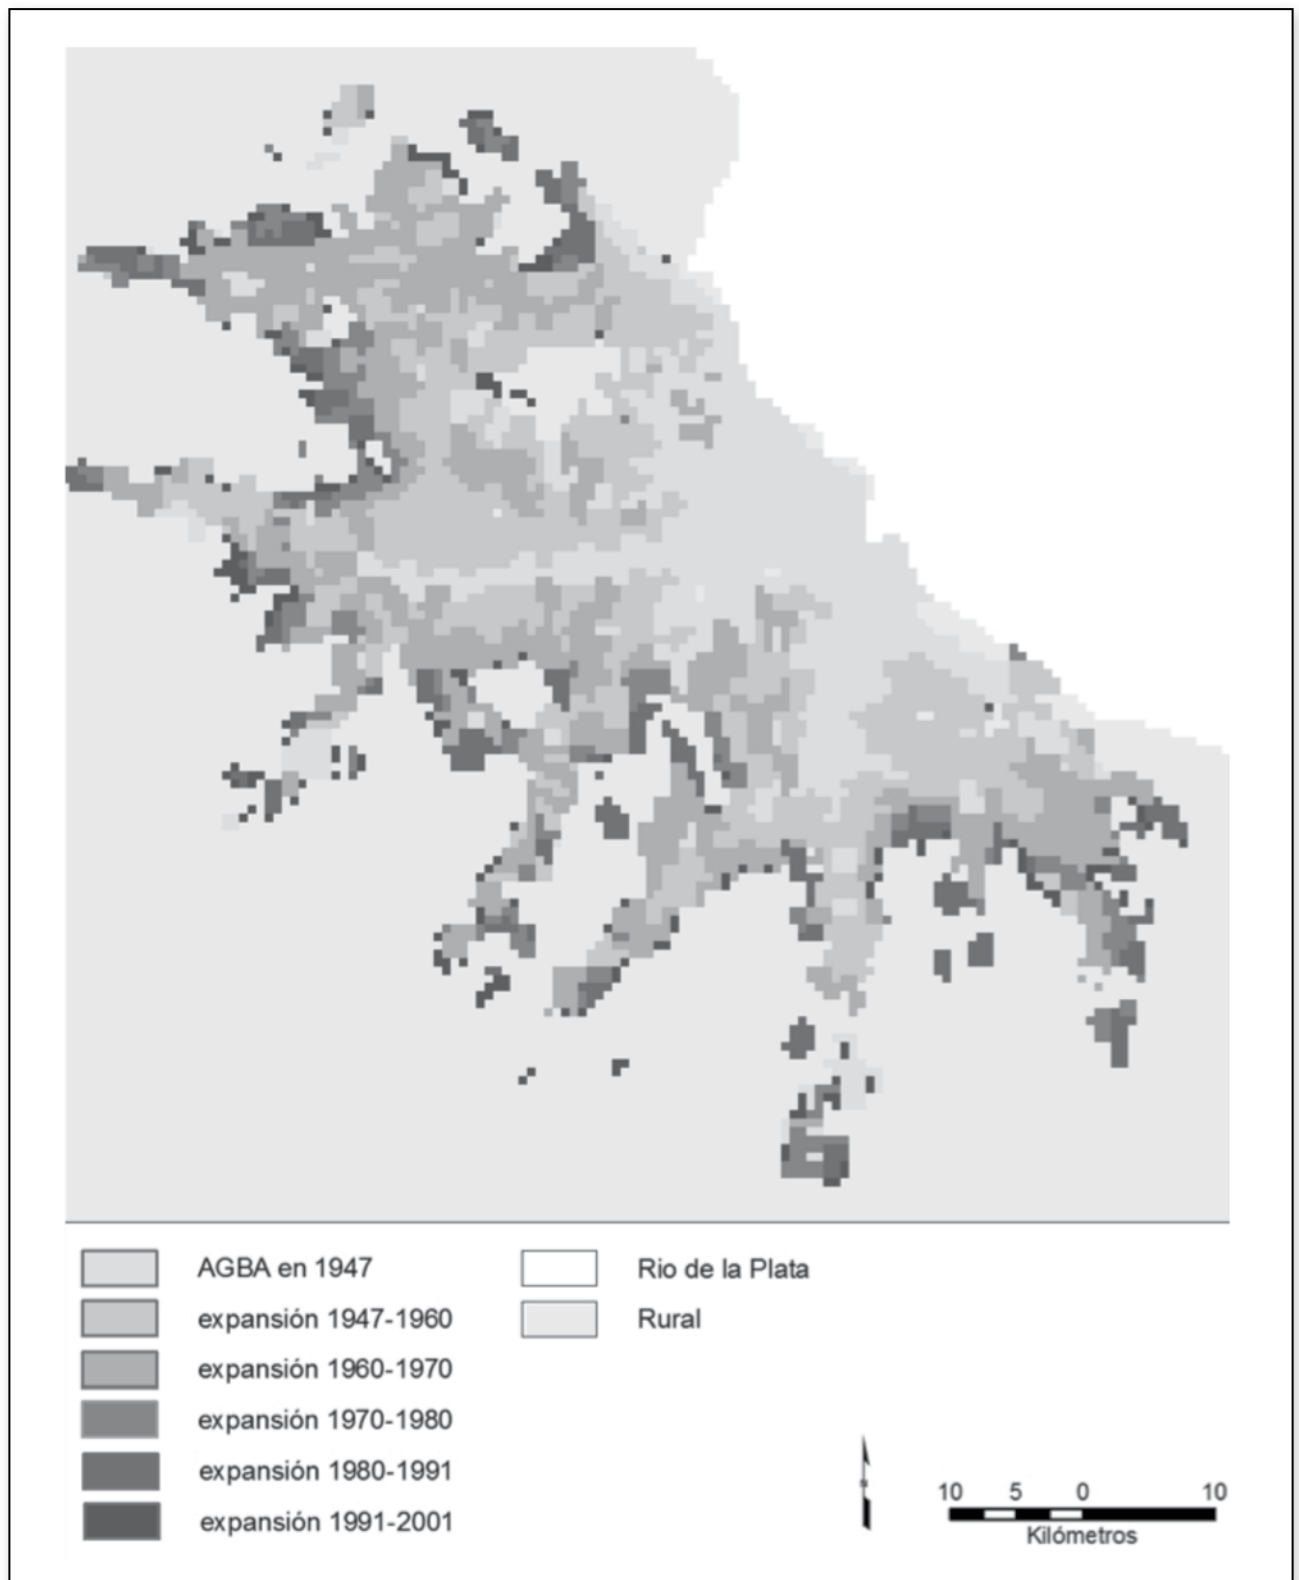 AGBA en 1947
expansión 1947-1960
expansión 1960-1970
expansión 1970-1980
expansión 1980-1991
expansión 1991-2001
Rio de la Plata
Rural
10 5 0 10
Kilómetros